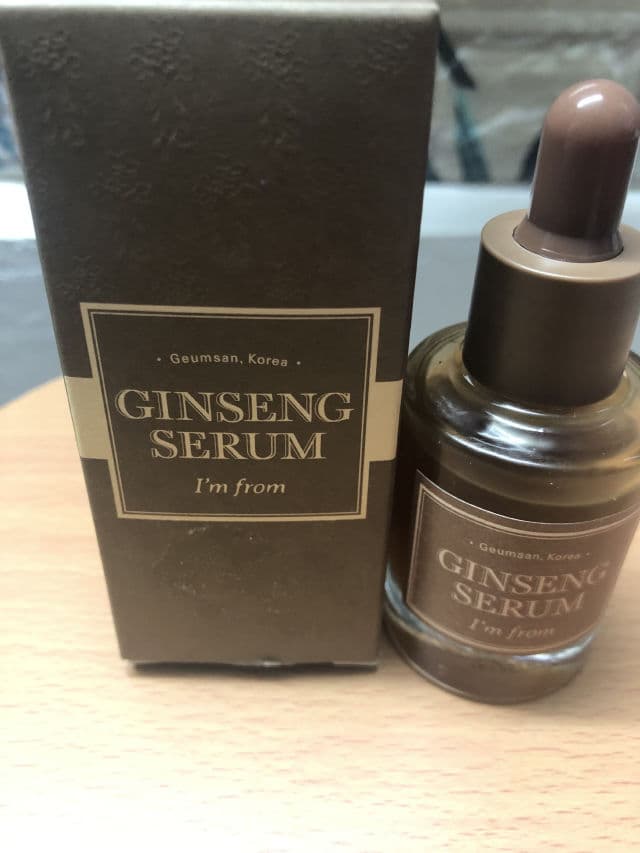 · Geumsan, Korea ·
GINSENG
SERUM
I'm from
· Geumsan, Korea ·
GINSENG
SERUM
I'm from